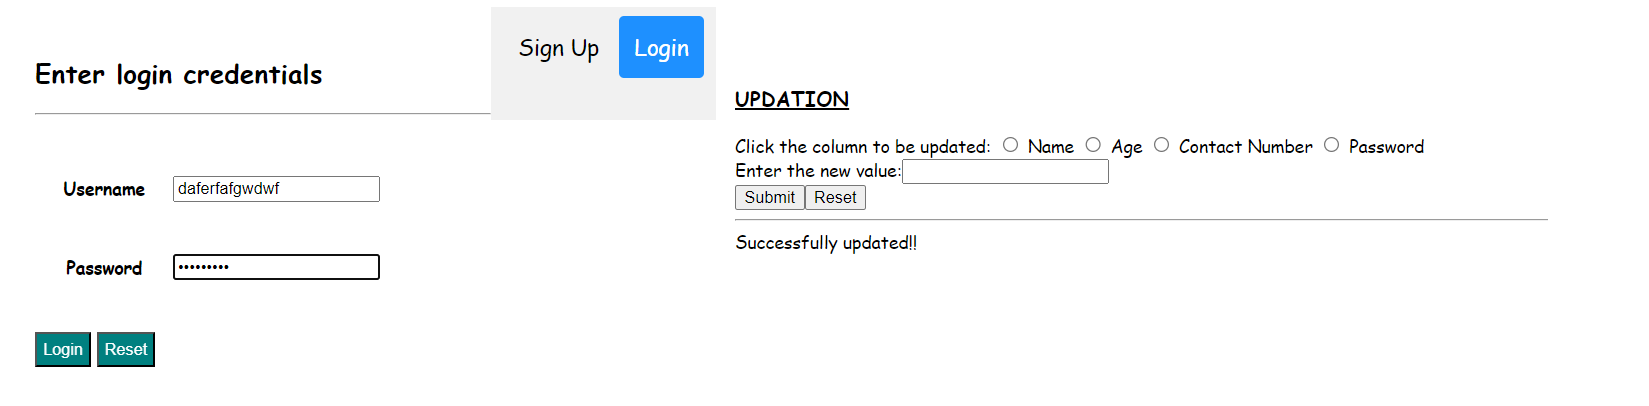 Sign Up Login
Enter login credentials
Username daferfafgwdwf
Password •••••••••
Login Reset
UPDATION
Click the column to be updated: Name Age Contact Number Password
Enter the new value:
Submit Reset
Successfully updated!!